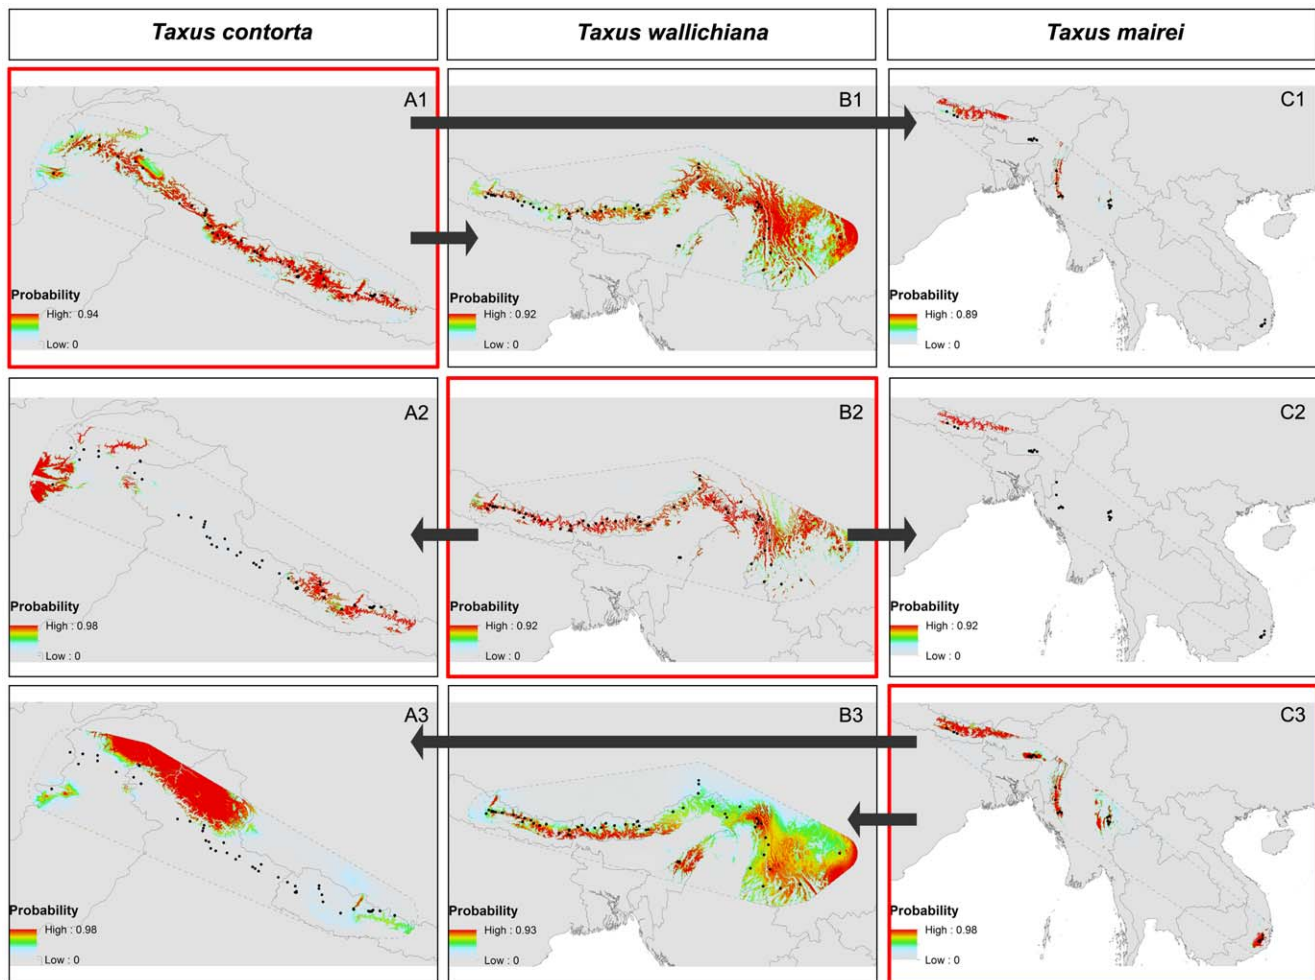 Taxus contorta
Taxus wallichiana
Taxus mairei
A1
Probability
High: 0.94
Low : 0
B1
Probability
High : 0.92
Low : 0
C1
Probability
High : 0.89
Low : 0
A2
Probability
High : 0.98
Low : 0
B2
Probability
High : 0.92
Low : 0
C2
Probability
High : 0.92
Low : 0
A3
Probability
High : 0.98
Low : 0
B3
Probability
High : 0.93
Low : 0
C3
Probability
High : 0.98
Low : 0